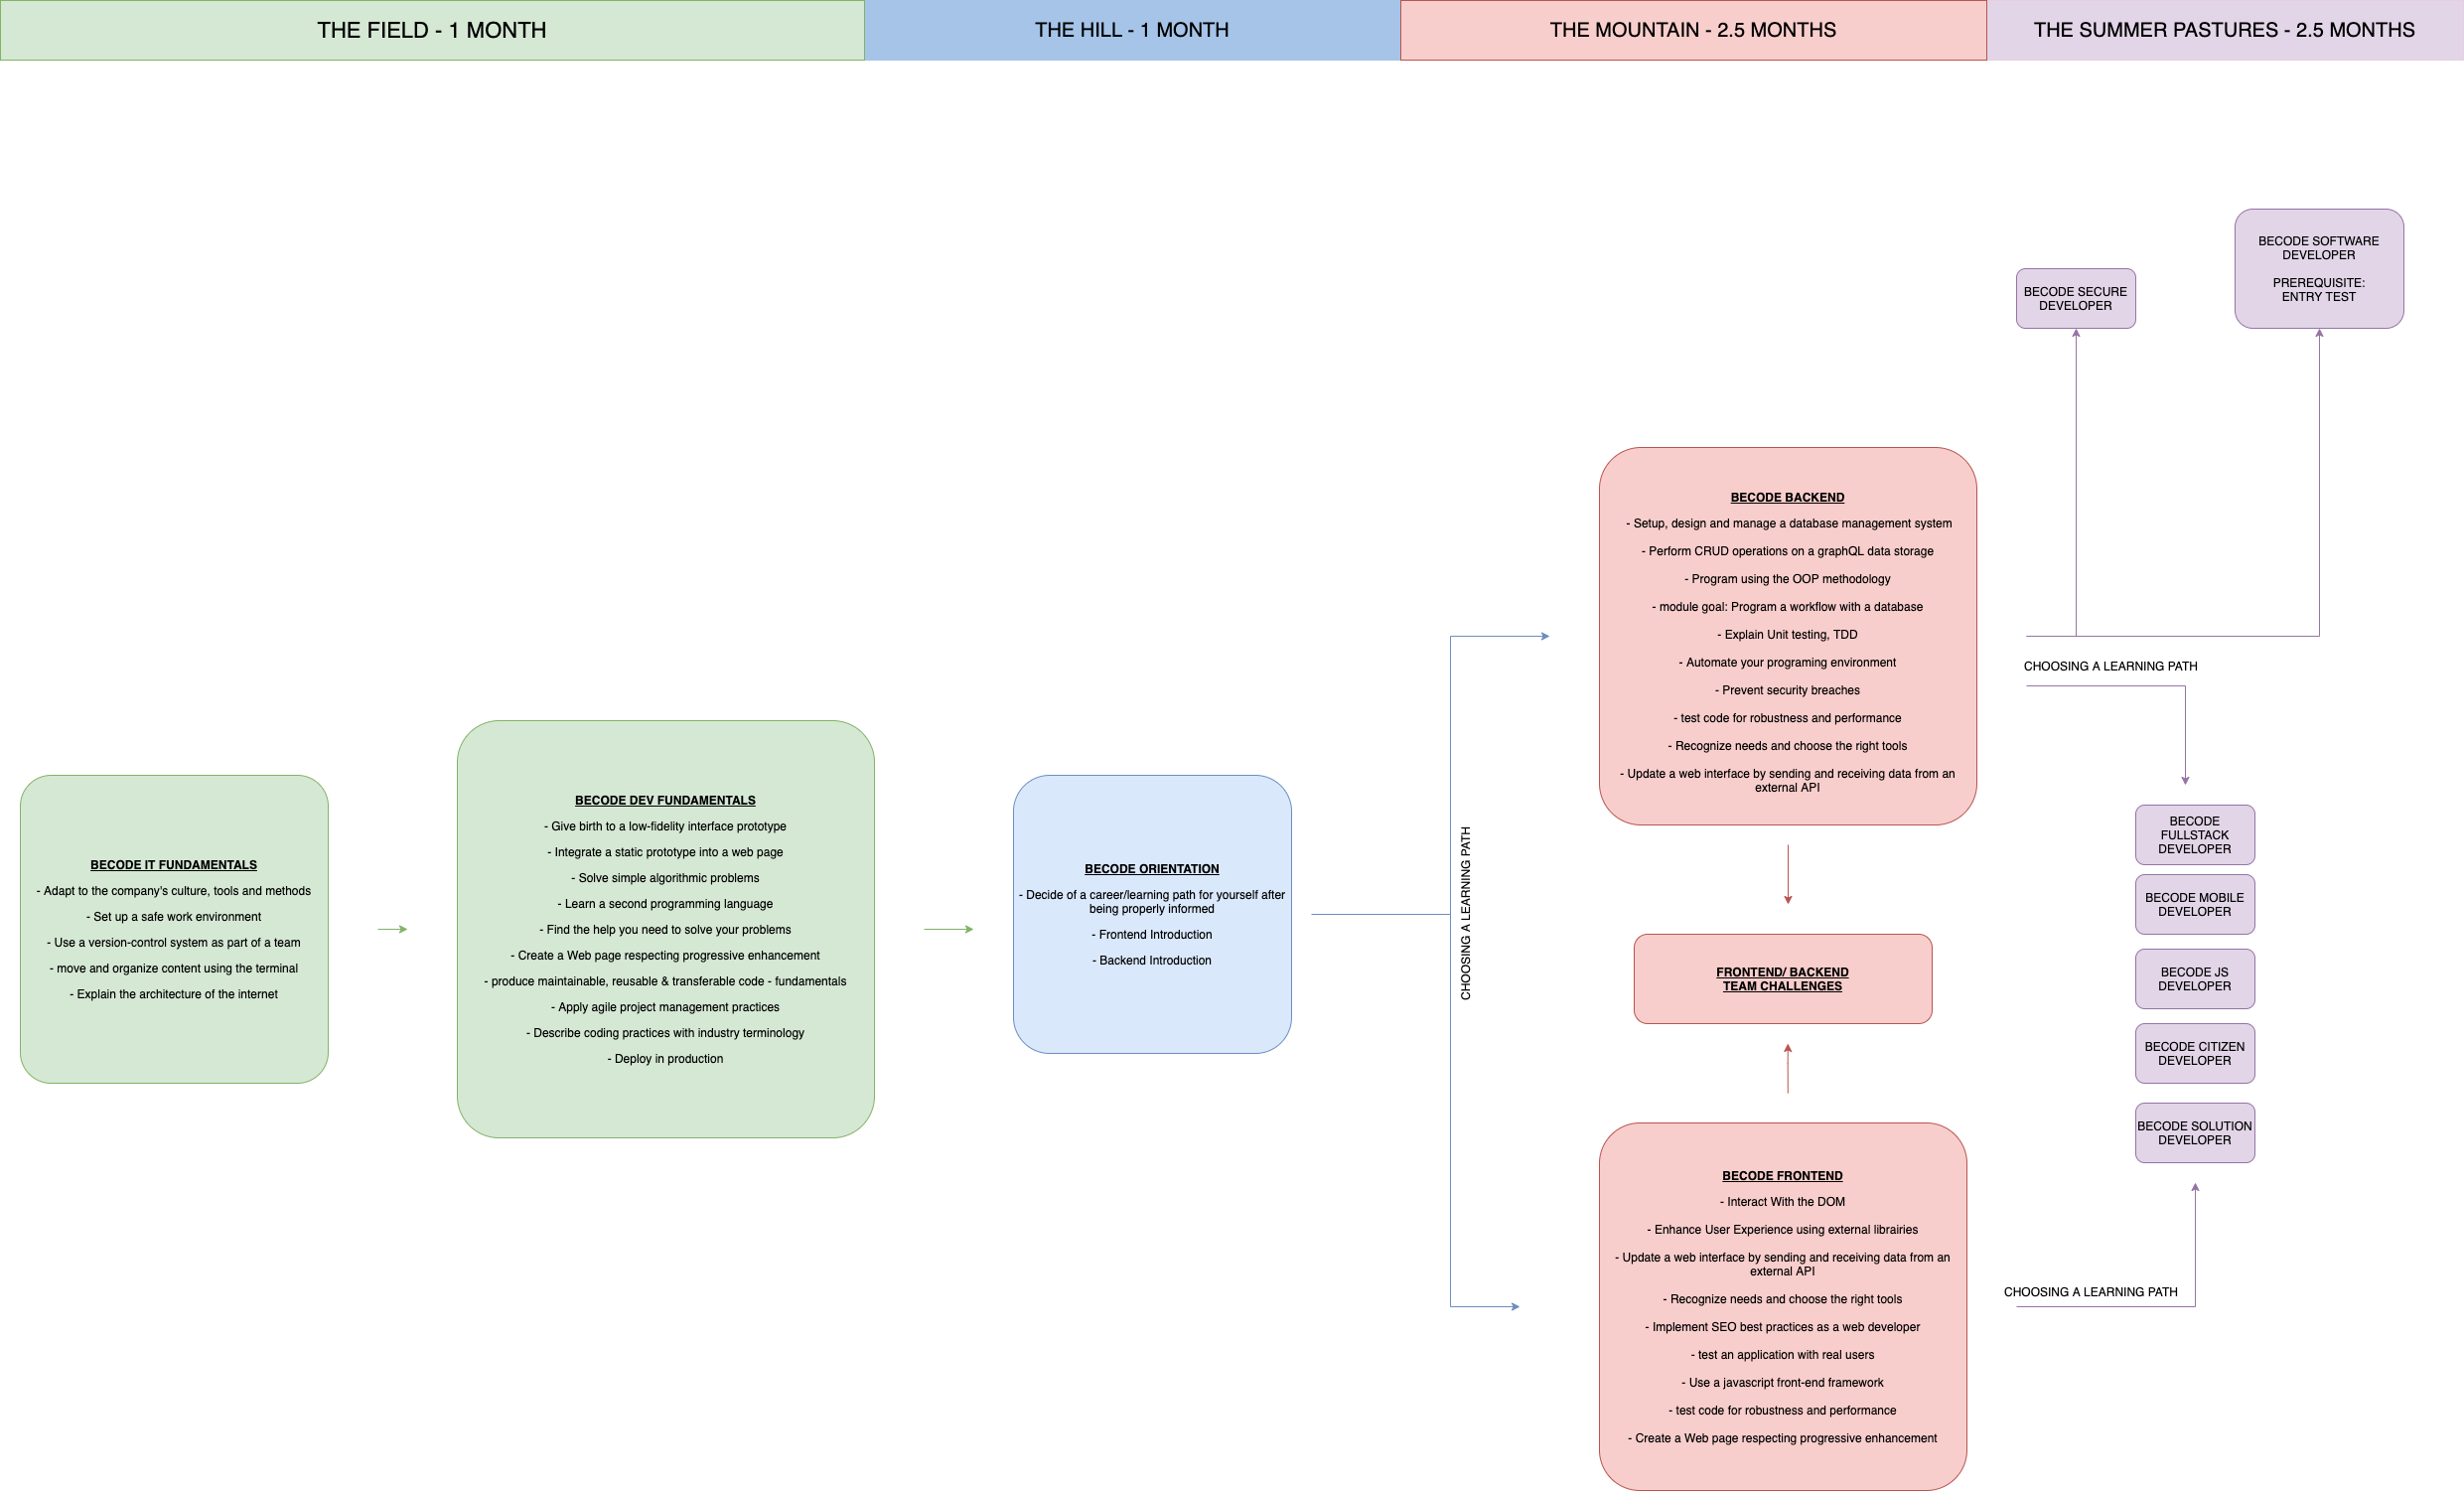 THE FIELD - 1 MONTH
THE HILL - 1 MONTH
THE MOUNTAIN - 2.5 MONTHS
THE SUMMER PASTURES - 2.5 MONTHS
BECODE IT FUNDAMENTALS
- Adapt to the company's culture, tools and methods
- Set up a safe work environment
- Use a version-control system as part of a team
- move and organize content using the terminal
- Explain the architecture of the internet
BECODE DEV FUNDAMENTALS
- Give birth to a low-fidelity interface prototype
- Integrate a static prototype into a web page
- Solve simple algorithmic problems
- Learn a second programming language
- Find the help you need to solve your problems
- Create a Web page respecting progressive enhancement
- produce maintainable, reusable & transferable code - fundamentals
- Apply agile project management practices
- Describe coding practices with industry terminology
- Deploy in production
BECODE ORIENTATION
- Decide of a career/learning path for yourself after
being properly informed
- Frontend Introduction
- Backend Introduction
CHOOSING A LEARNING PATH
BECODE BACKEND
- Setup, design and manage a database management system
- Perform CRUD operations on a graphQL data storage
- Program using the OOP methodology
- module goal: Program a workflow with a database
- Explain Unit testing, TDD
- Automate your programing environment
- Prevent security breaches
- test code for robustness and performance
- Recognize needs and choose the right tools
- Update a web interface by sending and receiving data from an
external API
FRONTEND/ BACKEND
TEAM CHALLENGES
BECODE FRONTEND
- Interact With the DOM
- Enhance User Experience using external librairies
- Update a web interface by sending and receiving data from an
external API
- Recognize needs and choose the right tools
- Implement SEO best practices as a web developer
- test an application with real users
- Use a javascript front-end framework
- test code for robustness and performance
- Create a Web page respecting progressive enhancement
BECODE SECURE
DEVELOPER
BECODE SOFTWARE
DEVELOPER
PREREQUISITE:
ENTRY TEST
CHOOSING A LEARNING PATH
BECODE
FULLSTACK
DEVELOPER
BECODE MOBILE
DEVELOPER
BECODE JS
DEVELOPER
BECODE CITIZEN
DEVELOPER
BECODE SOLUTION
DEVELOPER
CHOOSING A LEARNING PATH